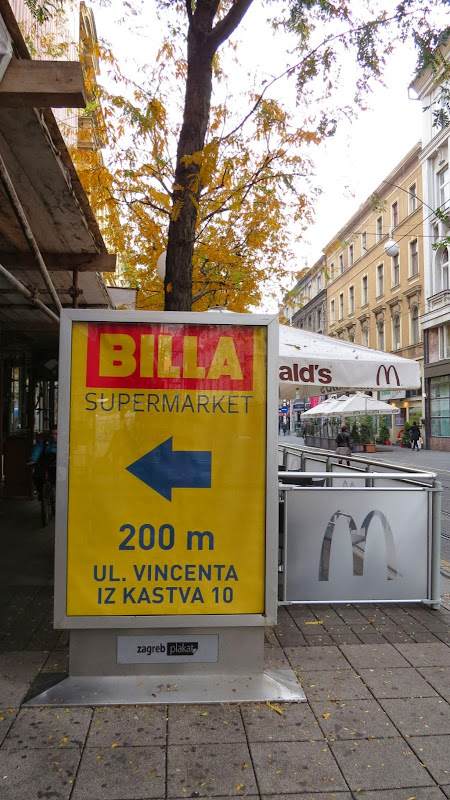 BILLA
SUPERMARKET
200 m
UL. VINCENTA
IZ KASTVA 10
zagreb plakat
ald's